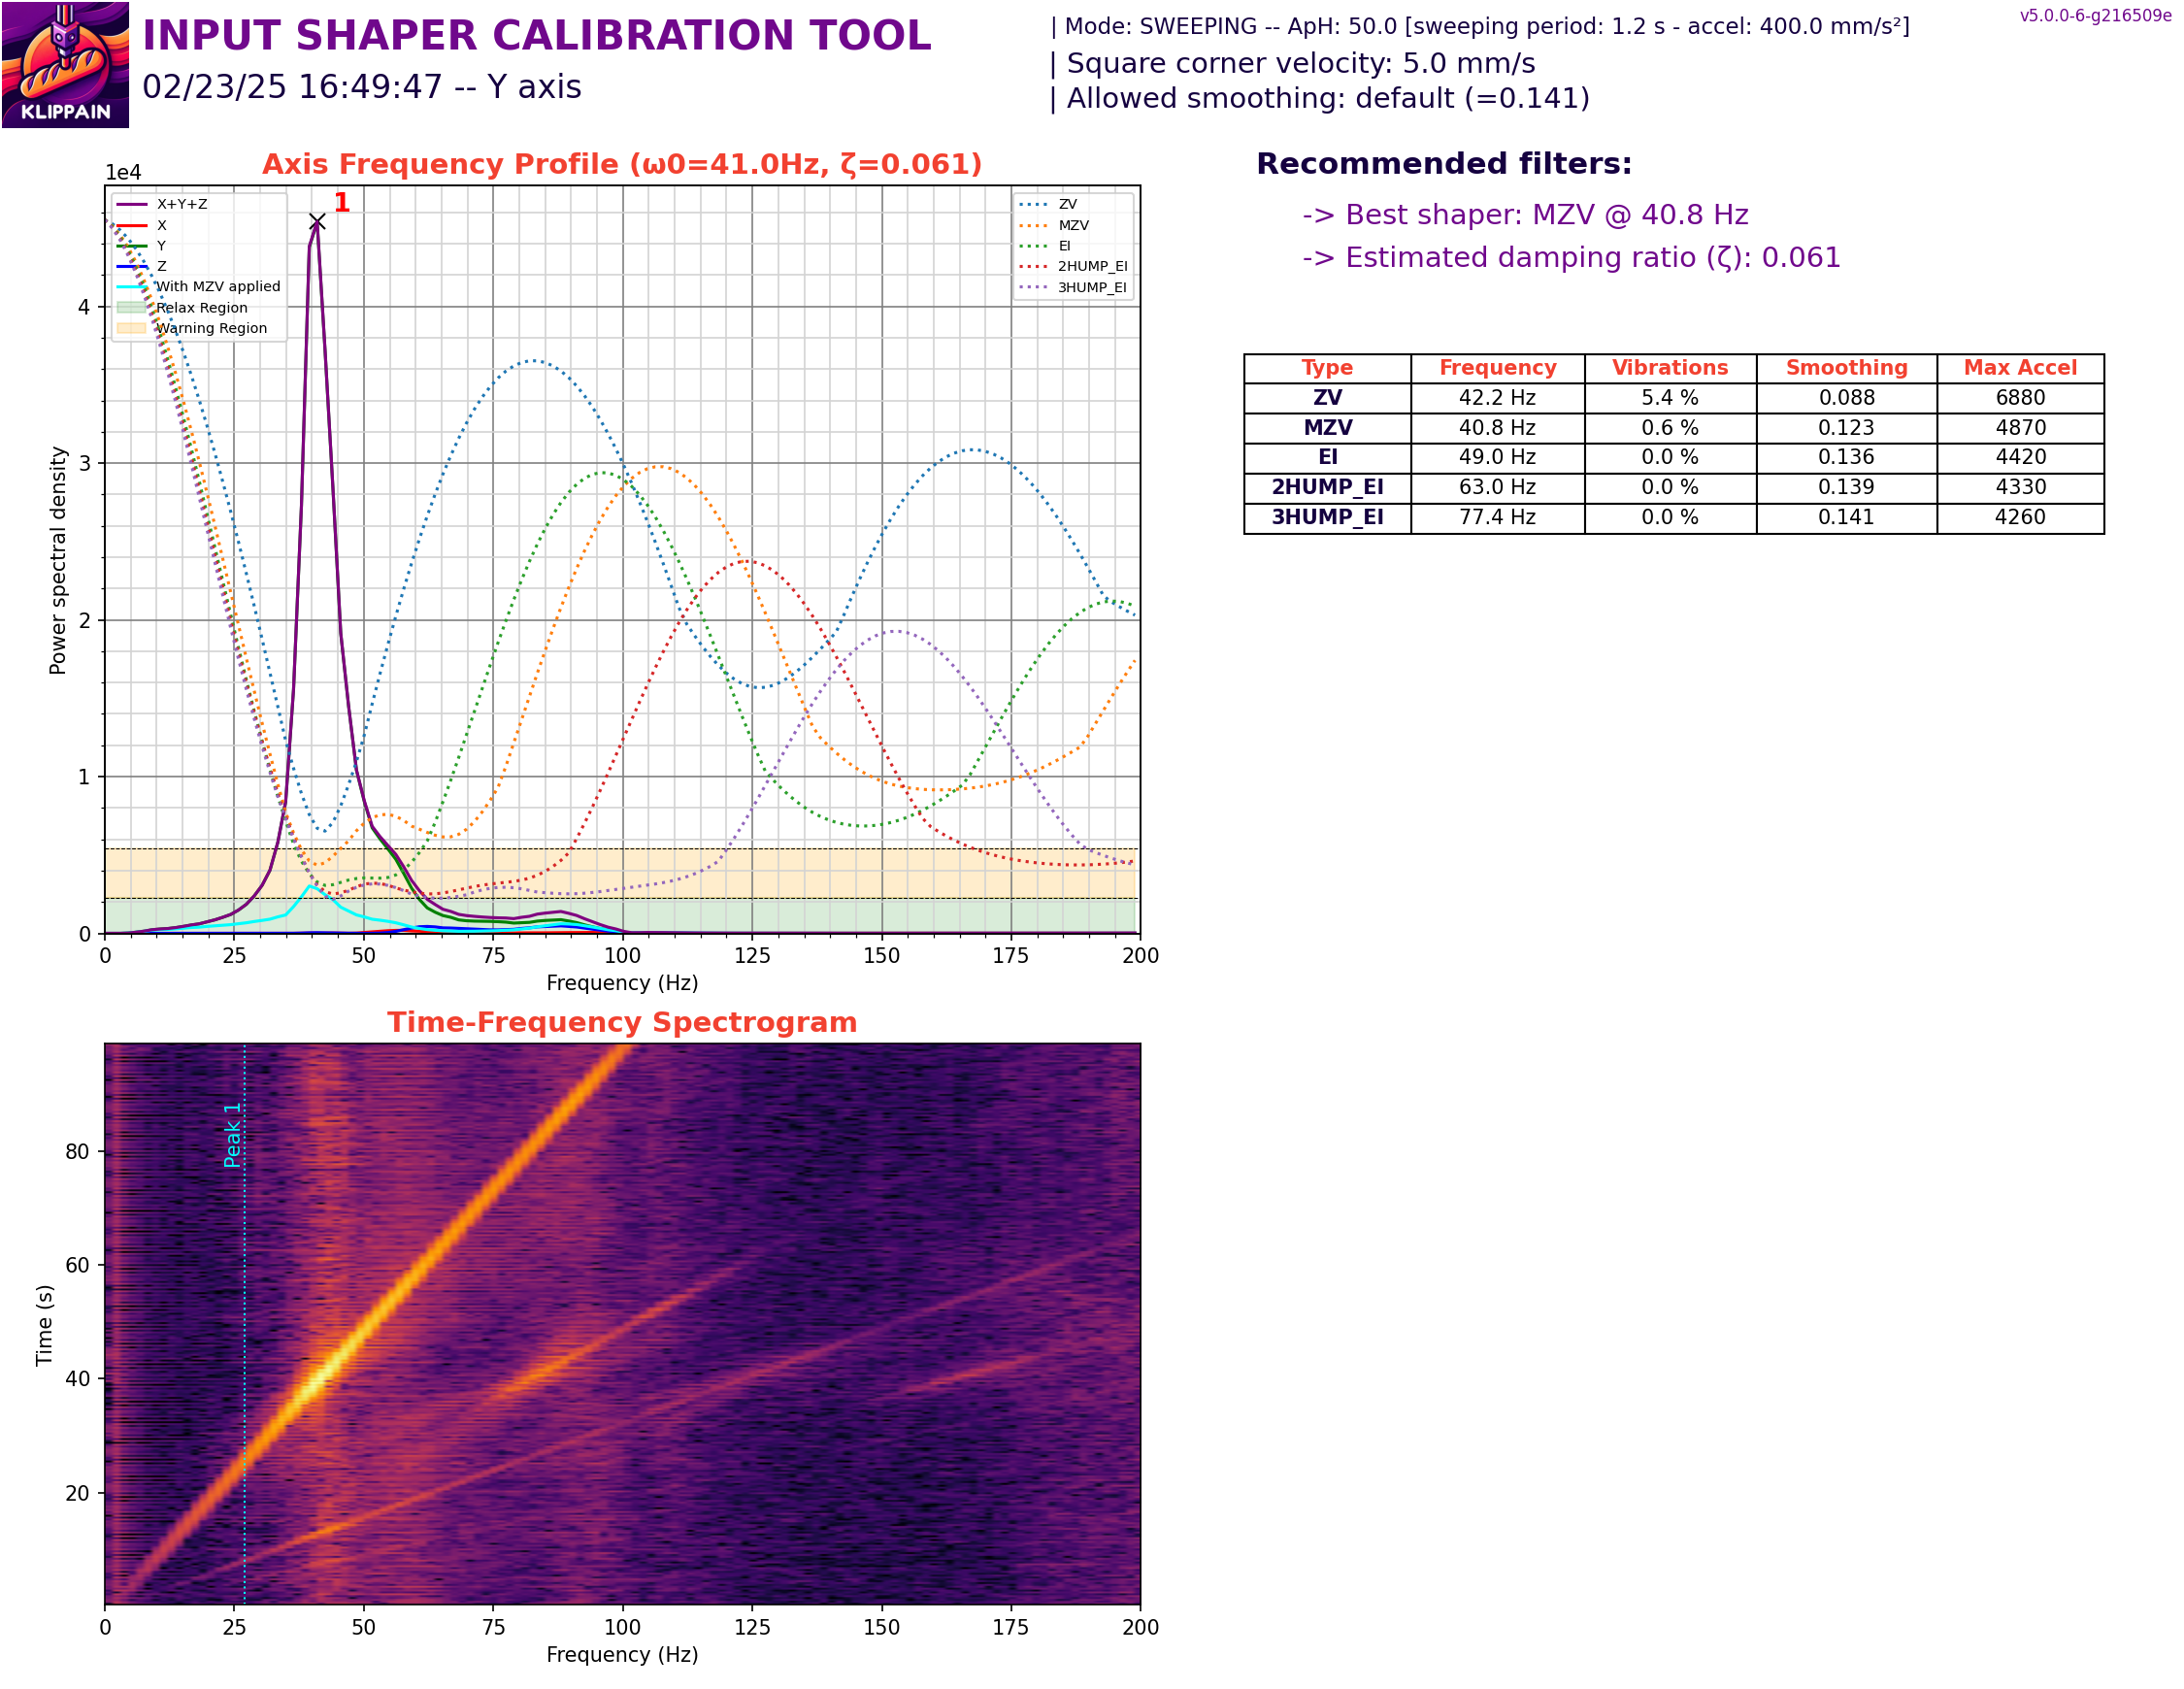 INPUT SHAPER CALIBRATION TOOL
02/23/25 16:49:47 -- Y axis
KLIPPAIN
| Mode: SWEEPING -- ApH: 50.0 [sweeping period: 1.2 s - accel: 400.0 mm/s²]
| Square corner velocity: 5.0 mm/s
| Allowed smoothing: default (=0.141)
v5.0.0-6-g216509e
Axis Frequency Profile (ω0=41.0Hz, ζ=0.061)
1e4
1
X+Y+Z
X
Y
Z
With MZV applied
Relax Region
Warning Region
ZV
MZV
EI
2HUMP_EI
3HUMP_EI
Power spectral density
4
3
2
1
0
0 25 50 75 100 125 150 175 200
Frequency (Hz)
Recommended filters:
-> Best shaper: MZV @ 40.8 Hz
-> Estimated damping ratio (ζ): 0.061
Type Frequency Vibrations Smoothing Max Accel
ZV 42.2 Hz 5.4 % 0.088 6880
MZV 40.8 Hz 0.6 % 0.123 4870
EI 49.0 Hz 0.0 % 0.136 4420
2HUMP_EI 63.0 Hz 0.0 % 0.139 4330
3HUMP_EI 77.4 Hz 0.0 % 0.141 4260
Time-Frequency Spectrogram
Peak 1
Time (s)
80
60
40
20
0 25 50 75 100 125 150 175 200
Frequency (Hz)